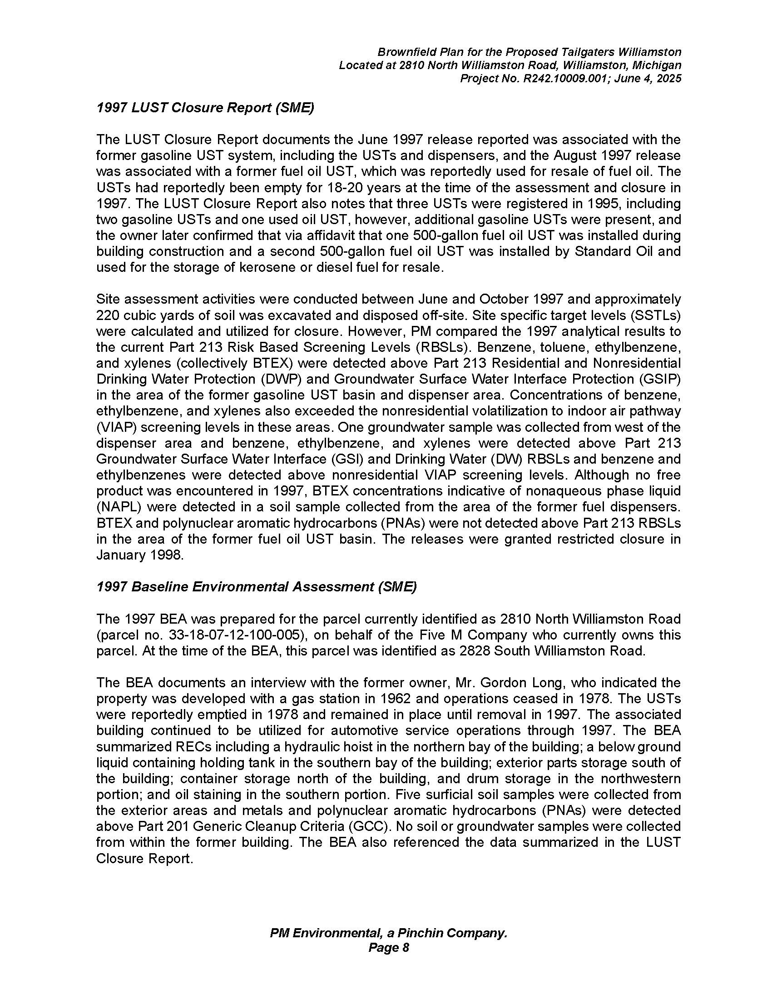 Brownfield Plan for the Proposed Tailgaters Williamston
Located at 2810 North Williamston Road, Williamston, Michigan
Project No. R242.10009.001; June 4, 2025
1997 LUST Closure Report (SME)
The LUST Closure Report documents the June 1997 release reported was associated with the
former gasoline UST system, including the USTs and dispensers, and the August 1997 release
was associated with a former fuel oil UST, which was reportedly used for resale of fuel oil. The
USTs had reportedly been empty for 18-20 years at the time of the assessment and closure in
1997. The LUST Closure Report also notes that three USTs were registered in 1995, including
two gasoline USTs and one used oil UST, however, additional gasoline USTs were present, and
the owner later confirmed that via affidavit that one 500-gallon fuel oil UST was installed during
building construction and a second 500-gallon fuel oil UST was installed by Standard Oil and
used for the storage of kerosene or diesel fuel for resale.
Site assessment activities were conducted between June and October 1997 and approximately
220 cubic yards of soil was excavated and disposed off-site. Site specific target levels (SSTLs)
were calculated and utilized for closure. However, PM compared the 1997 analytical results to
the current Part 213 Risk Based Screening Levels (RBSLs). Benzene, toluene, ethylbenzene,
and xylenes (collectively BTEX) were detected above Part 213 Residential and Nonresidential
Drinking Water Protection (DWP) and Groundwater Surface Water Interface Protection (GSIP)
in the area of the former gasoline UST basin and dispenser area. Concentrations of benzene,
ethylbenzene, and xylenes also exceeded the nonresidential volatilization to indoor air pathway
(VIAP) screening levels in these areas. One groundwater sample was collected from west of the
dispenser area and benzene, ethylbenzene, and xylenes were detected above Part 213
Groundwater Surface Water Interface (GSI) and Drinking Water (DW) RBSLs and benzene and
ethylbenzenes were detected above nonresidential VIAP screening levels. Although no free
product was encountered in 1997, BTEX concentrations indicative of nonaqueous phase liquid
(NAPL) were detected in a soil sample collected from the area of the former fuel dispensers.
BTEX and polynuclear aromatic hydrocarbons (PNAs) were not detected above Part 213 RBSLs
in the area of the former fuel oil UST basin. The releases were granted restricted closure in
January 1998.
1997 Baseline Environmental Assessment (SME)
The 1997 BEA was prepared for the parcel currently identified as 2810 North Williamston Road
(parcel no. 33-18-07-12-100-005), on behalf of the Five M Company who currently owns this
parcel. At the time of the BEA, this parcel was identified as 2828 South Williamston Road.
The BEA documents an interview with the former owner, Mr. Gordon Long, who indicated the
property was developed with a gas station in 1962 and operations ceased in 1978. The USTs
were reportedly emptied in 1978 and remained in place until removal in 1997. The associated
building continued to be utilized for automotive service operations through 1997. The BEA
summarized RECs including a hydraulic hoist in the northern bay of the building; a below ground
liquid containing holding tank in the southern bay of the building; exterior parts storage south of
the building; container storage north of the building, and drum storage in the northwestern
portion; and oil staining in the southern portion. Five surficial soil samples were collected from
the exterior areas and metals and polynuclear aromatic hydrocarbons (PNAs) were detected
above Part 201 Generic Cleanup Criteria (GCC). No soil or groundwater samples were collected
from within the former building. The BEA also referenced the data summarized in the LUST
Closure Report.
PM Environmental, a Pinchin Company.
Page 8